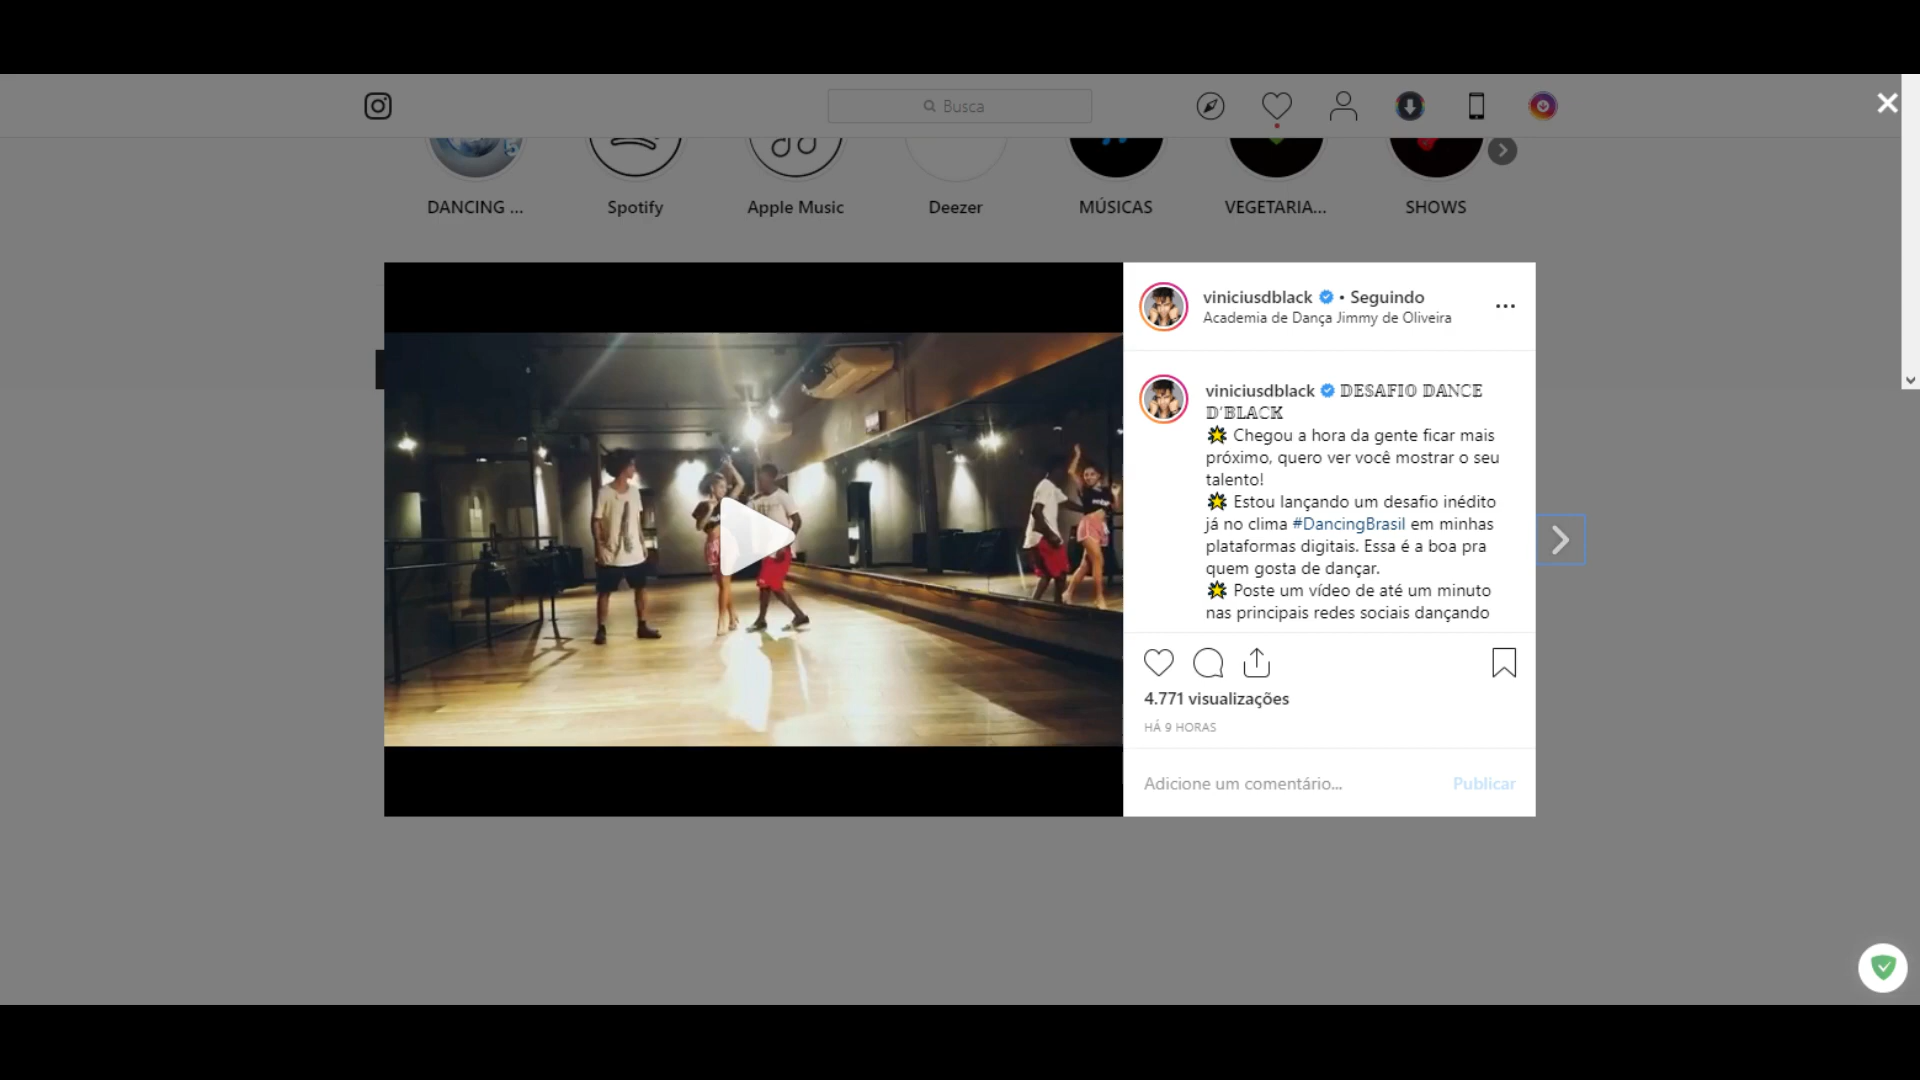 Busca
DANCING ...
Spotify
Apple Music
Deezer
MÚSICAS
VEGETARIA...
SHOWS
viniciusdblack • Seguindo
Academia de Dança Jimmy de Oliveira
viniciusdblack 𝔻𝔼𝕊𝔸𝔽𝕀𝕆 𝔻𝔸ℕℂ𝔼
𝔻'𝔹𝕃𝔸ℂ𝕂
🌟 Chegou a hora da gente ficar mais
próximo, quero ver você mostrar o seu
talento!
🌟 Estou lançando um desafio inédito
já no clima #DancingBrasil em minhas
plataformas digitais. Essa é a boa pra
quem gosta de dançar.
🌟 Poste um vídeo de até um minuto
nas principais redes sociais dançando
4.771 visualizações
HÁ 9 HORAS
Adicione um comentário...
Publicar